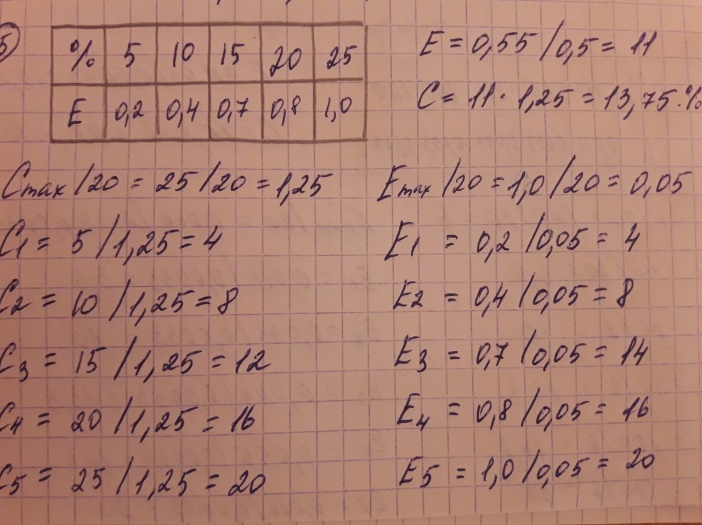 5
% 5 10 15 20 25
E 0,2 0,4 0,7 0,8 1,0
E = 0,55 / 0,5 = 11
C = 11 · 1,25 = 13,75 %
Cmax / 20 = 25 / 20 = 1,25
C1 = 5 / 1,25 = 4
C2 = 10 / 1,25 = 8
C3 = 15 / 1,25 = 12
C4 = 20 / 1,25 = 16
C5 = 25 / 1,25 = 20
Emax / 20 = 1,0 / 20 = 0,05
E1 = 0,2 / 0,05 = 4
E2 = 0,4 / 0,05 = 8
E3 = 0,7 / 0,05 = 14
E4 = 0,8 / 0,05 = 16
E5 = 1,0 / 0,05 = 20